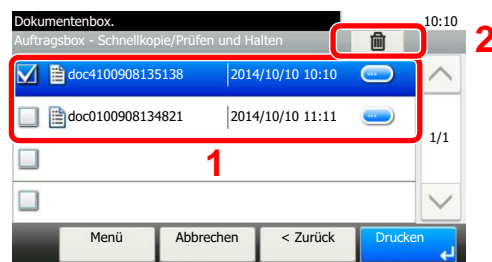 Dokumentenbox. 10:10
Auftragsbox - Schnellkopie/Prüfen und Halten
2
doc4100908135138 2014/10/10 10:10 ...
doc0100908134821 2014/10/10 11:11 ...
1/1
1
Menü Abbrechen < Zurück Drucken